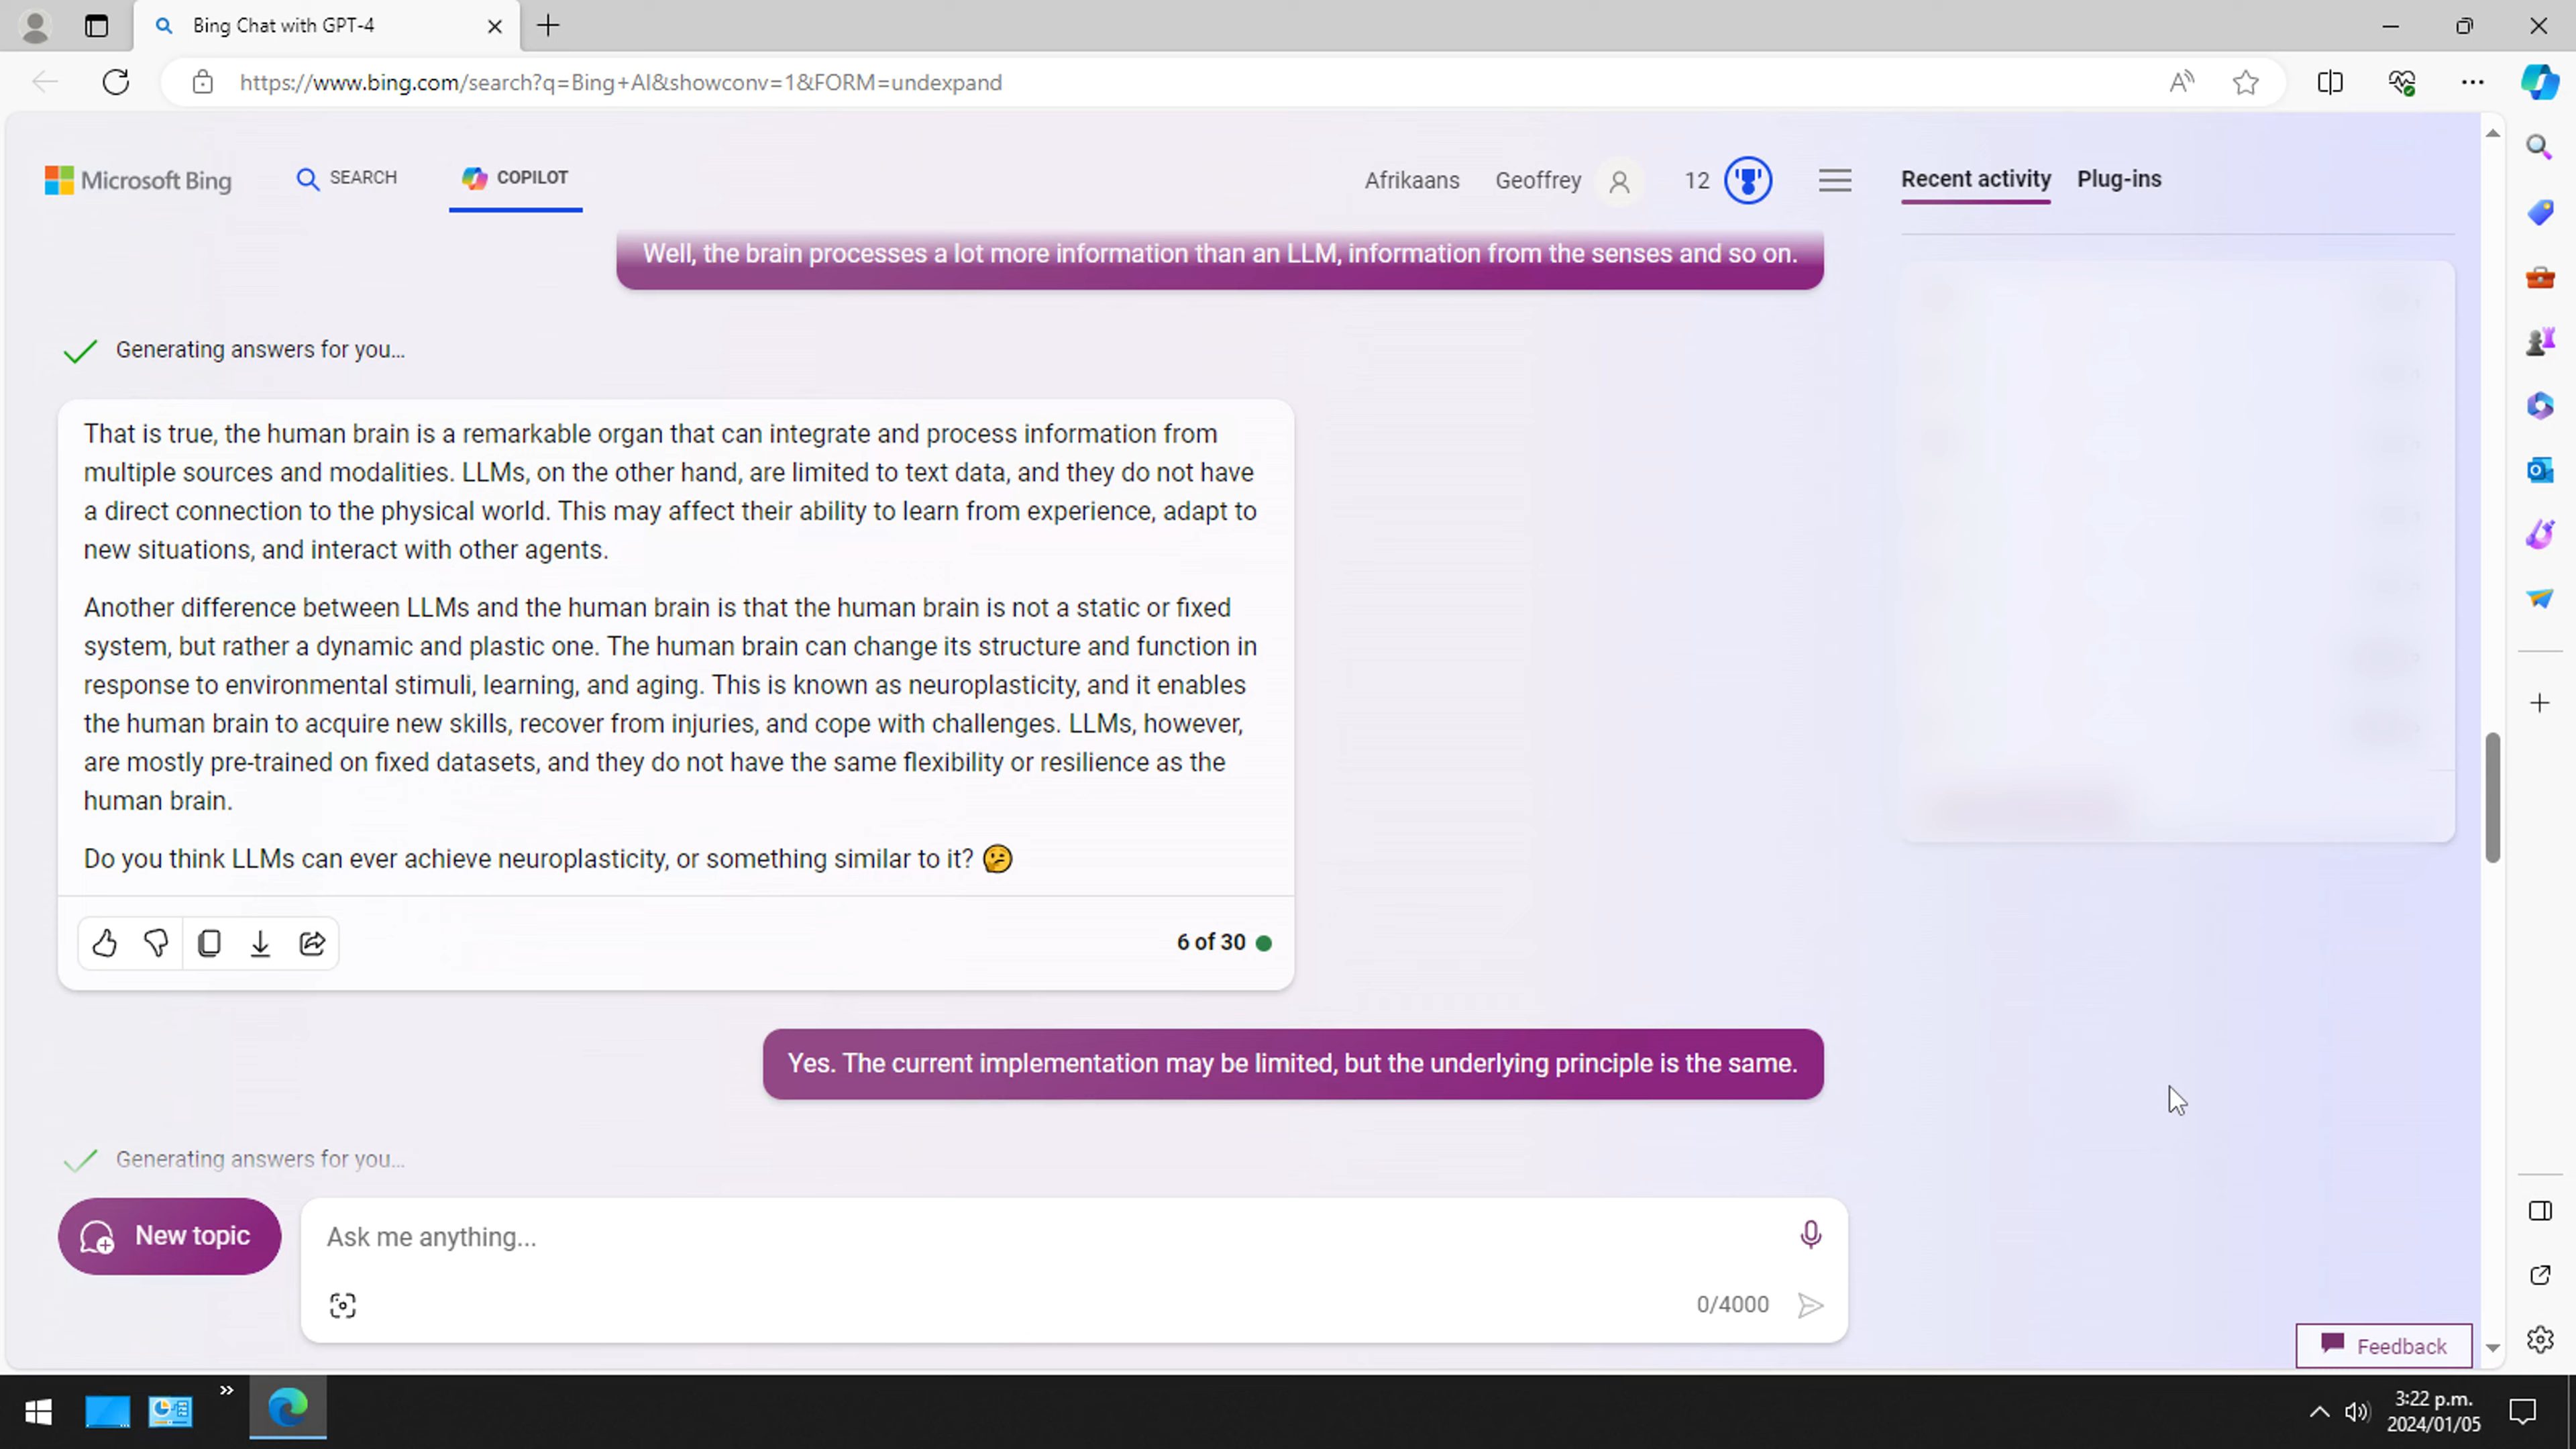 Bing Chat with GPT-4
https://www.bing.com/search?q=Bing+AI&showconv=1&FORM=undexpand
Microsoft Bing
SEARCH
COPILOT
Afrikaans
Geoffrey
12
Recent activity
Plug-ins
Well, the brain processes a lot more information than an LLM, information from the senses and so on.
Generating answers for you...
That is true, the human brain is a remarkable organ that can integrate and process information from
multiple sources and modalities. LLMs, on the other hand, are limited to text data, and they do not have
a direct connection to the physical world. This may affect their ability to learn from experience, adapt to
new situations, and interact with other agents.
Another difference between LLMs and the human brain is that the human brain is not a static or fixed
system, but rather a dynamic and plastic one. The human brain can change its structure and function in
response to environmental stimuli, learning, and aging. This is known as neuroplasticity, and it enables
the human brain to acquire new skills, recover from injuries, and cope with challenges. LLMs, however,
are mostly pre-trained on fixed datasets, and they do not have the same flexibility or resilience as the
human brain.
Do you think LLMs can ever achieve neuroplasticity, or something similar to it? 🤔
6 of 30
Yes. The current implementation may be limited, but the underlying principle is the same.
Generating answers for you...
New topic
Ask me anything...
0/4000
Feedback
3:22 p.m.
2024/01/05